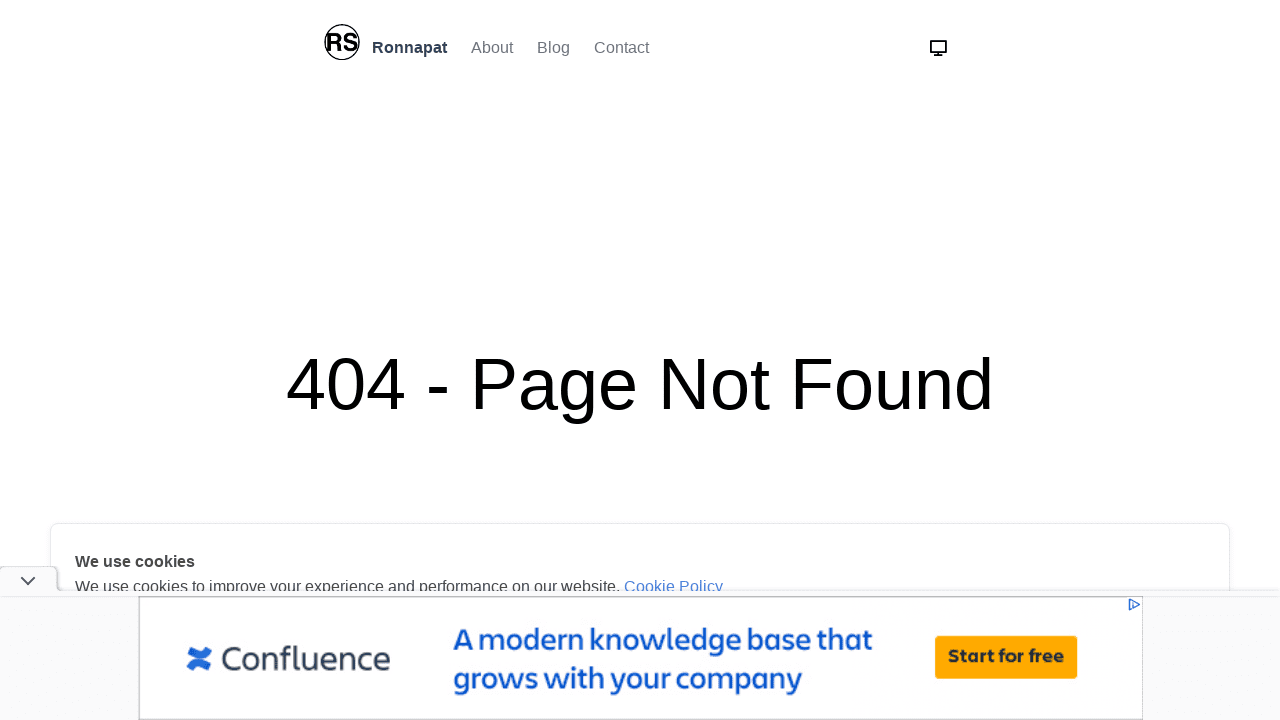 RS Ronnapat About Blog Contact
404 - Page Not Found
We use cookies
We use cookies to improve your experience and performance on our website. Cookie Policy
Confluence
A modern knowledge base that
grows with your company
Start for free